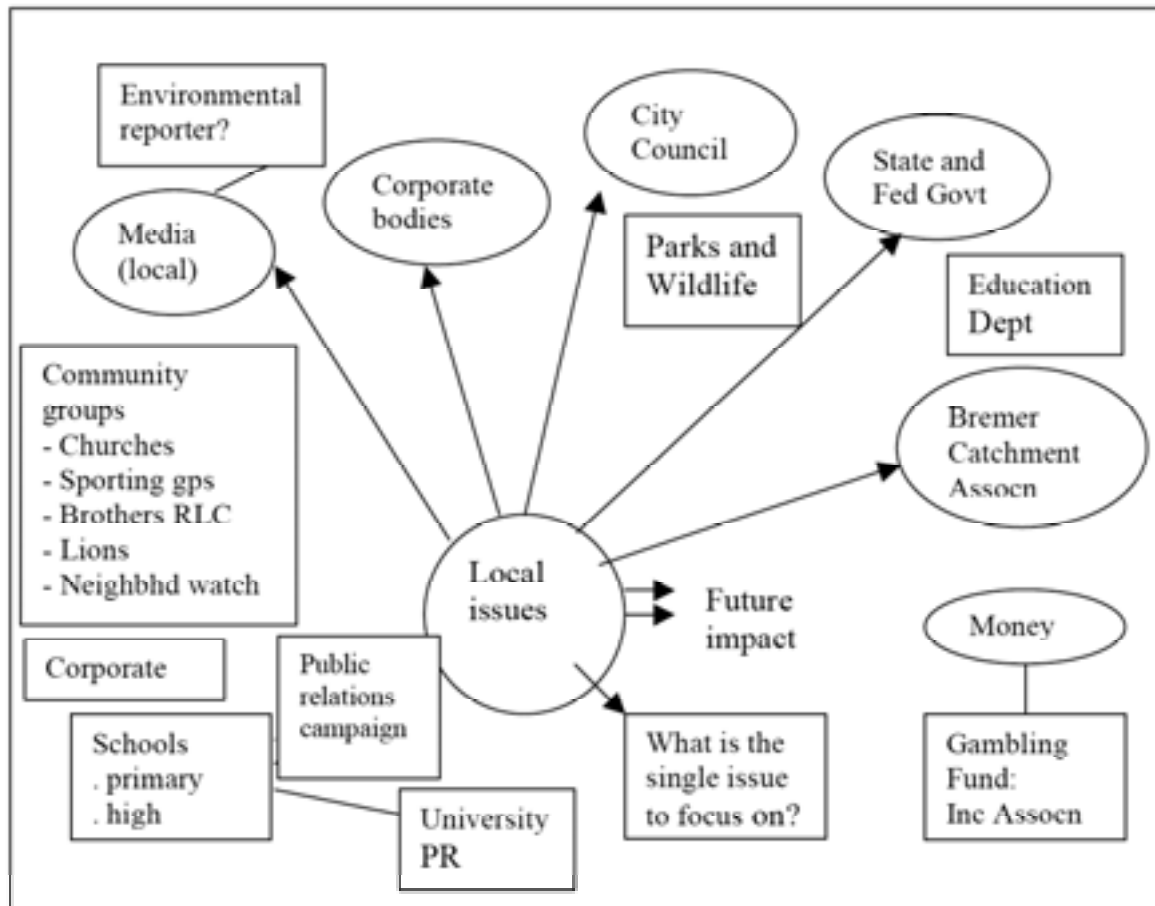 Environmental
reporter?
Media
(local)
Corporate
bodies
City
Council
Parks and
Wildlife
State and
Fed Govt
Education
Dept
Bremer
Catchment
Assocn
Community
groups
- Churches
- Sporting gps
- Brothers RLC
- Lions
- Neighbhd watch
Local
issues
Future
impact
Money
Corporate
Public
relations
campaign
Schools
. primary
. high
University
PR
What is the
single issue
to focus on?
Gambling
Fund:
Inc Assocn